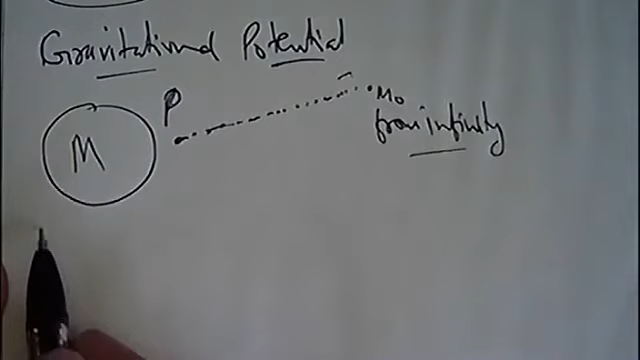 Gravitational Potential
P
M
M0
from infinity